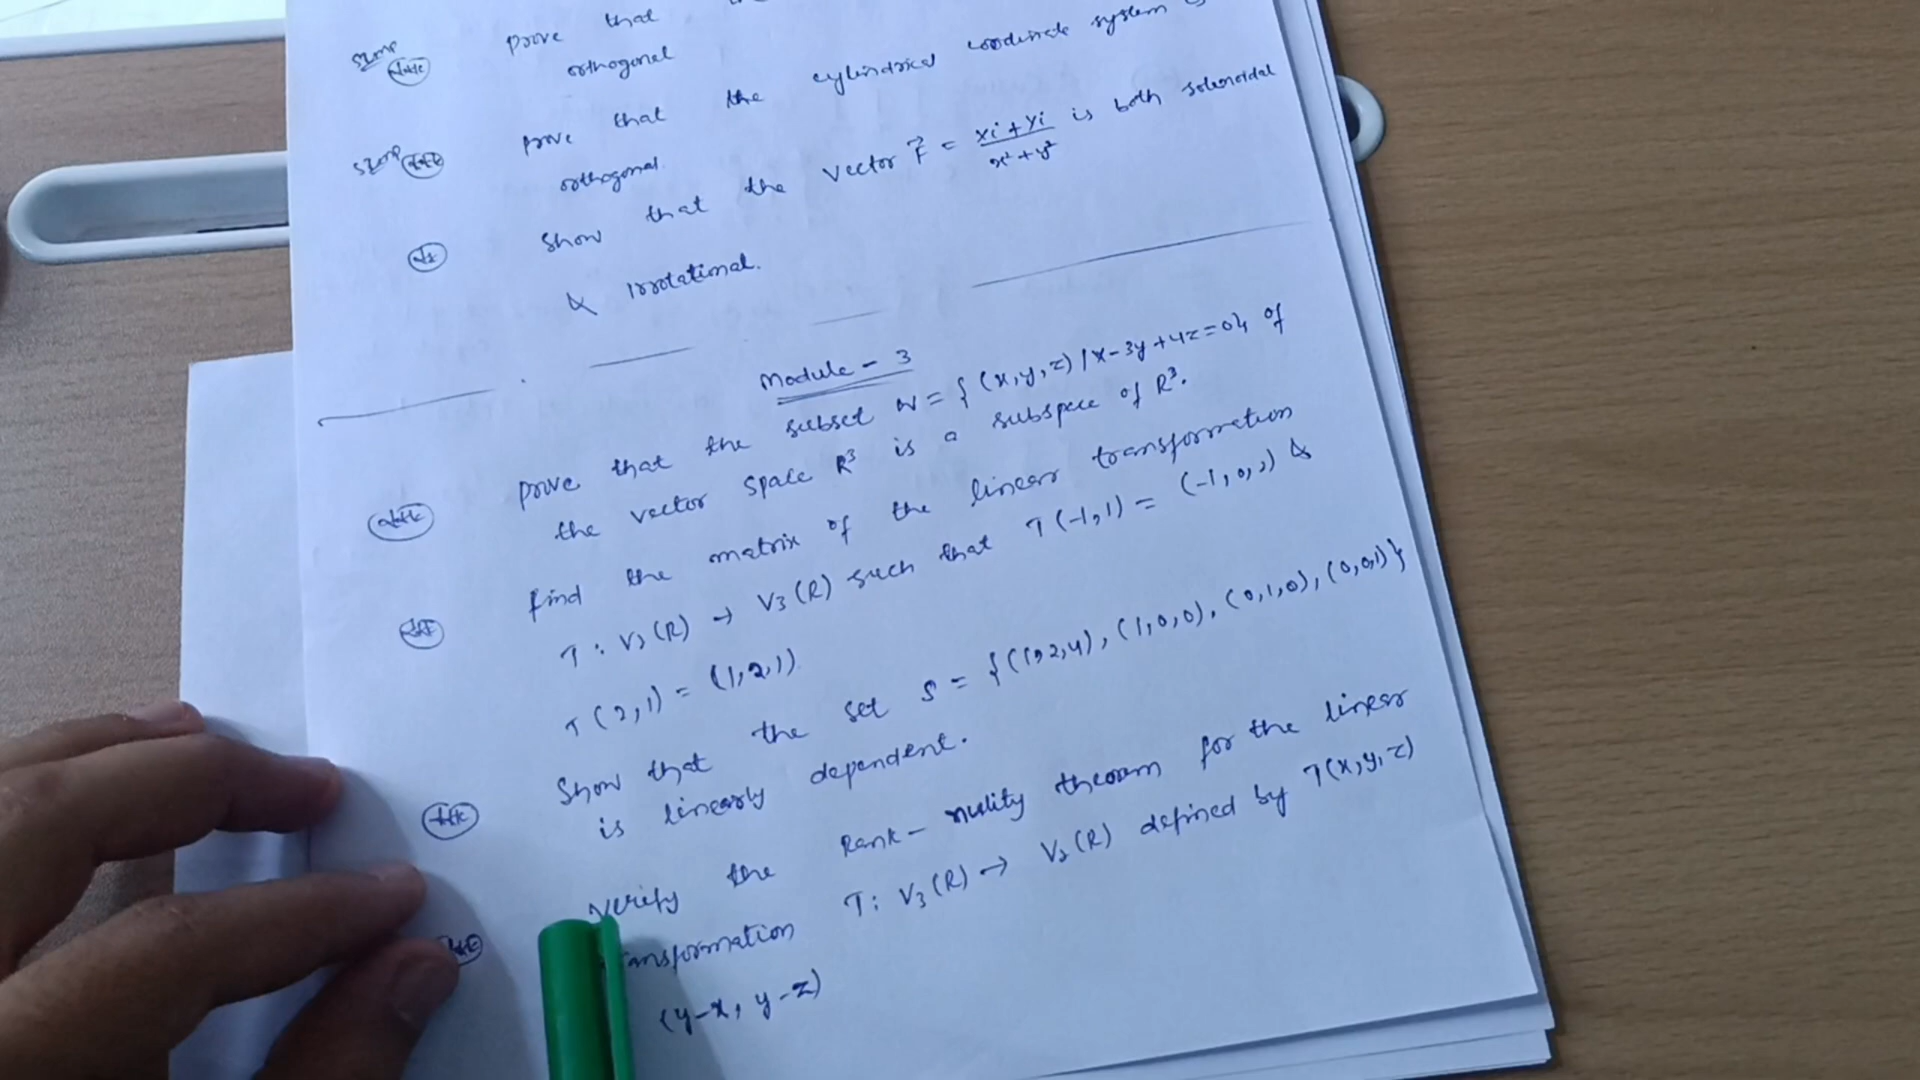 prove that
orthogonal
prove that the cylindrical coordinate system
orthogonal.
Show that the vector F⃗ = xi + yi / x² + y² is both solenoidal
& Irrotational.
Module - 3
prove that the subset W = { (x, y, z) / x - 3y + 4z = 0} of
the vector space R³ is a subspace of R³.
find the matrix of the linear transformation
T : V₂(R) → V₃(R) such that T(-1, 1) = (-1, 0, 2) &
T(2, 1) = (1, 2, 1)
Show that the set S = {(1, 2, 4), (1, 0, 0), (0, 1, 0), (0, 0, 1)}
is linearly dependent.
Verify the Rank - nullity theorem for the linear
T : V₃(R) → V₂(R) defined by T(x, y, z)
(y-x, y-z)